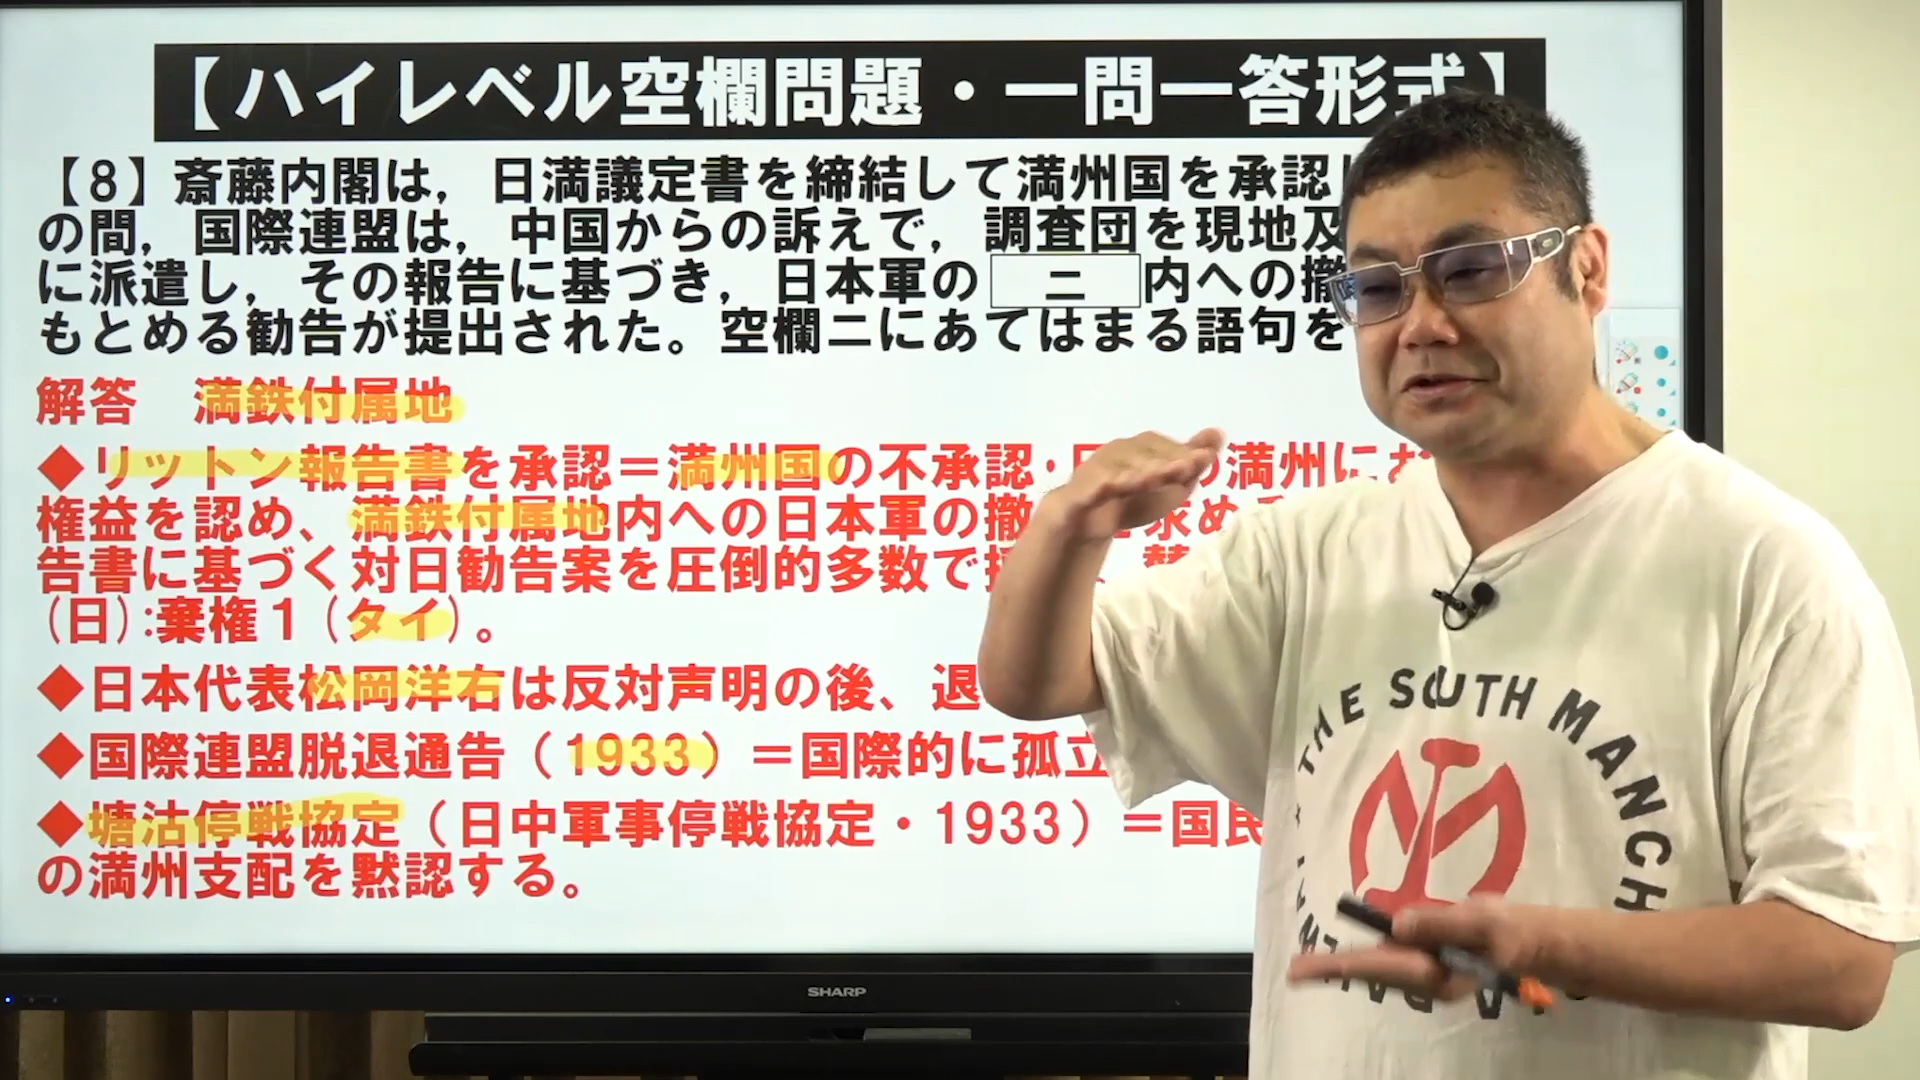 【ハイレベル空欄問題・一問一答形式】
【8】斎藤内閣は，日満議定書を締結して満州国を承認し
の間，国際連盟は，中国からの訴えで，調査団を現地及
に派遣し，その報告に基づき，日本軍の ニ 内への撤
もとめる勧告が提出された。空欄ニにあてはまる語句を
解答 満鉄付属地
◆リットン報告書を承認＝満州国の不承認・ の満州にお
権益を認め、満鉄付属地内への日本軍の撤 求め
告書に基づく対日勧告案を圧倒的多数で採
(日):棄権1(タイ)。
◆日本代表松岡洋右は反対声明の後、退
◆国際連盟脱退通告(1933)＝国際的に孤立
◆塘沽停戦協定(日中軍事停戦協定・1933)＝国民
の満州支配を黙認する。
SHARP
THE SOUTH MANCH